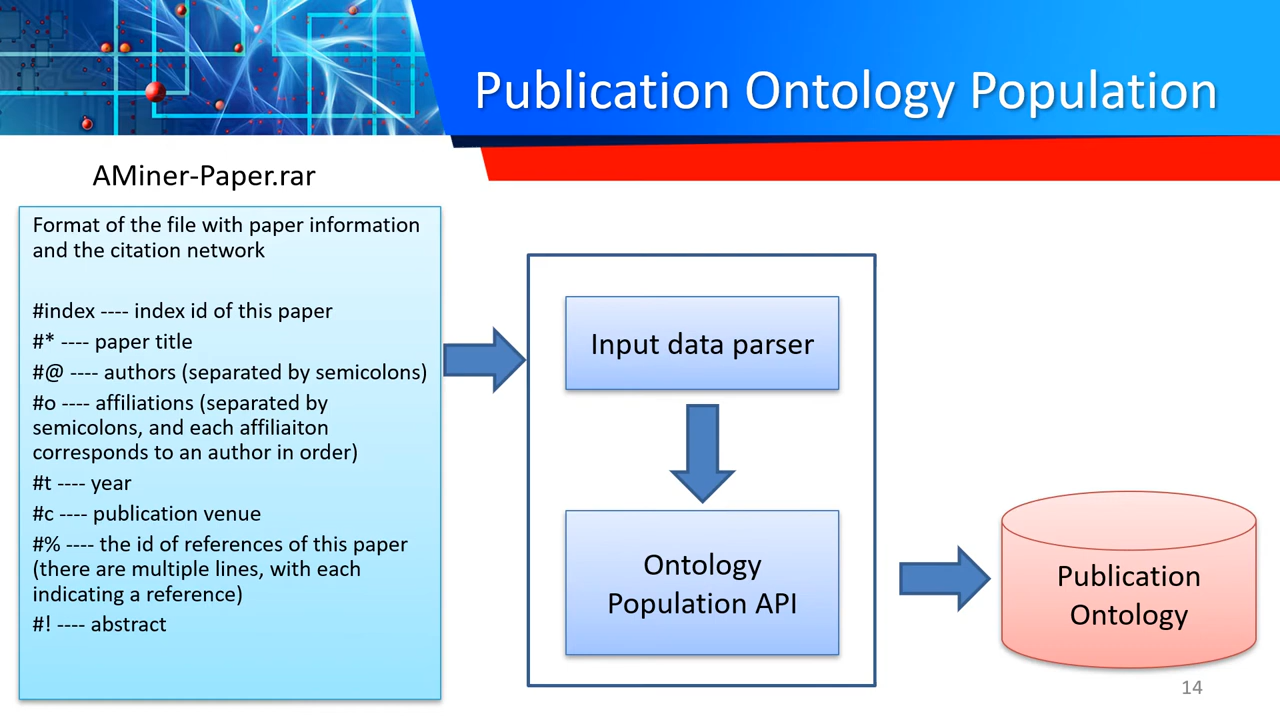 Publication Ontology Population
AMiner-Paper.rar
Format of the file with paper information
and the citation network
#index ---- index id of this paper
#* ---- paper title
#@ ---- authors (separated by semicolons)
#o ---- affiliations (separated by
semicolons, and each affiliaiton
corresponds to an author in order)
#t ---- year
#c ---- publication venue
#% ---- the id of references of this paper
(there are multiple lines, with each
indicating a reference)
#! ---- abstract
Input data parser
Ontology
Population API
Publication
Ontology
14